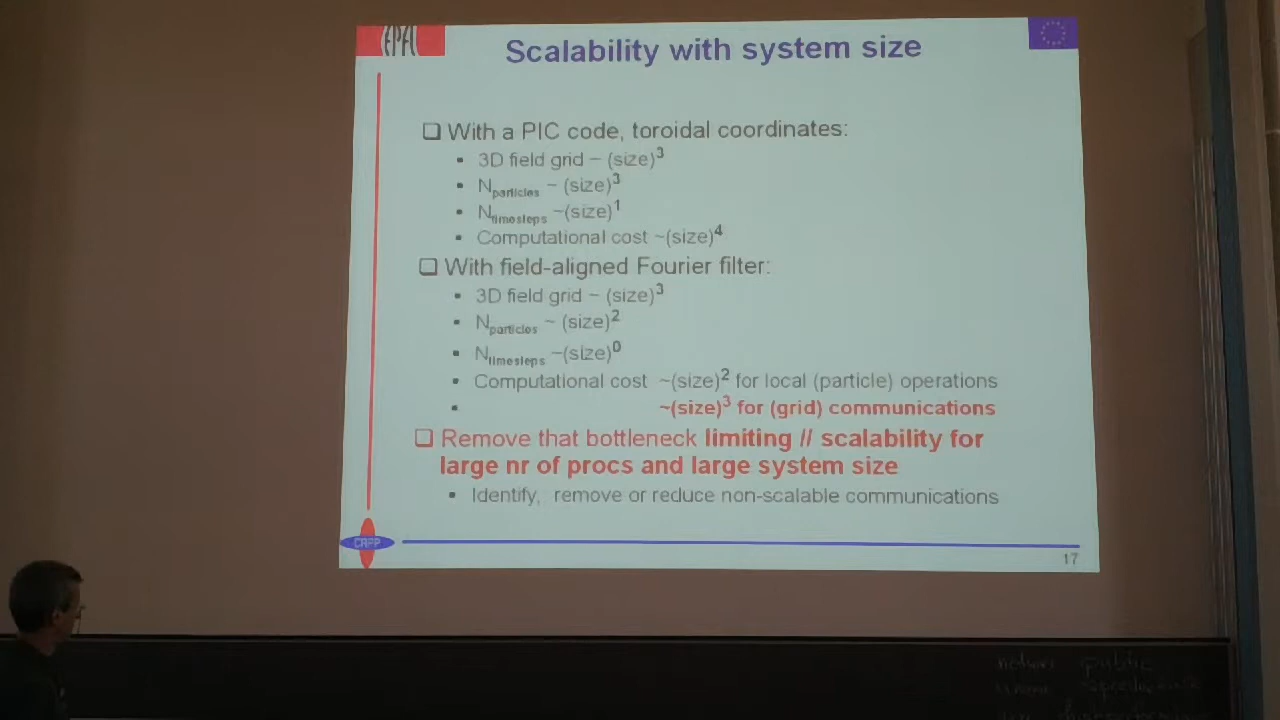 EPFL
Scalability with system size
❑ With a PIC code, toroidal coordinates:
▪ 3D field grid ~ (size)³
▪ Nparticles ~ (size)³
▪ Ntimesteps ~(size)¹
▪ Computational cost ~(size)⁴
❑ With field-aligned Fourier filter:
▪ 3D field grid ~ (size)³
▪ Nparticles ~ (size)²
▪ Ntimesteps ~(size)⁰
▪ Computational cost ~(size)² for local (particle) operations
▪ ~(size)³ for (grid) communications
❑ Remove that bottleneck limiting // scalability for
large nr of procs and large system size
▪ Identify, remove or reduce non-scalable communications
CRPP
17
public